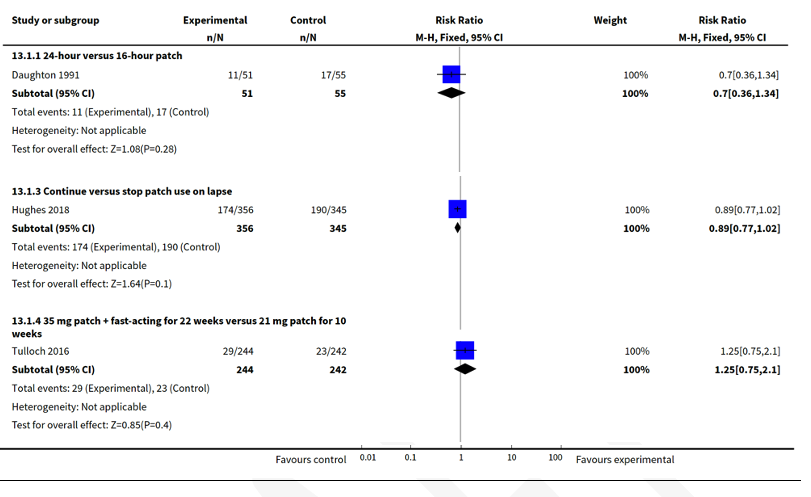 Study or subgroup Experimental Control Risk Ratio Weight Risk Ratio
n/N n/N M-H, Fixed, 95% CI M-H, Fixed, 95% CI
13.1.1 24-hour versus 16-hour patch
Daughton 1991 11/51 17/55 100% 0.7[0.36,1.34]
Subtotal (95% CI) 51 55 100% 0.7[0.36,1.34]
Total events: 11 (Experimental), 17 (Control)
Heterogeneity: Not applicable
Test for overall effect: Z=1.08(P=0.28)
13.1.3 Continue versus stop patch use on lapse
Hughes 2018 174/356 190/345 100% 0.89[0.77,1.02]
Subtotal (95% CI) 356 345 100% 0.89[0.77,1.02]
Total events: 174 (Experimental), 190 (Control)
Heterogeneity: Not applicable
Test for overall effect: Z=1.64(P=0.1)
13.1.4 35 mg patch + fast-acting for 22 weeks versus 21 mg patch for 10
weeks
Tulloch 2016 29/244 23/242 100% 1.25[0.75,2.1]
Subtotal (95% CI) 244 242 100% 1.25[0.75,2.1]
Total events: 29 (Experimental), 23 (Control)
Heterogeneity: Not applicable
Test for overall effect: Z=0.85(P=0.4)
Favours control 0.01 0.1 1 10 100 Favours experimental